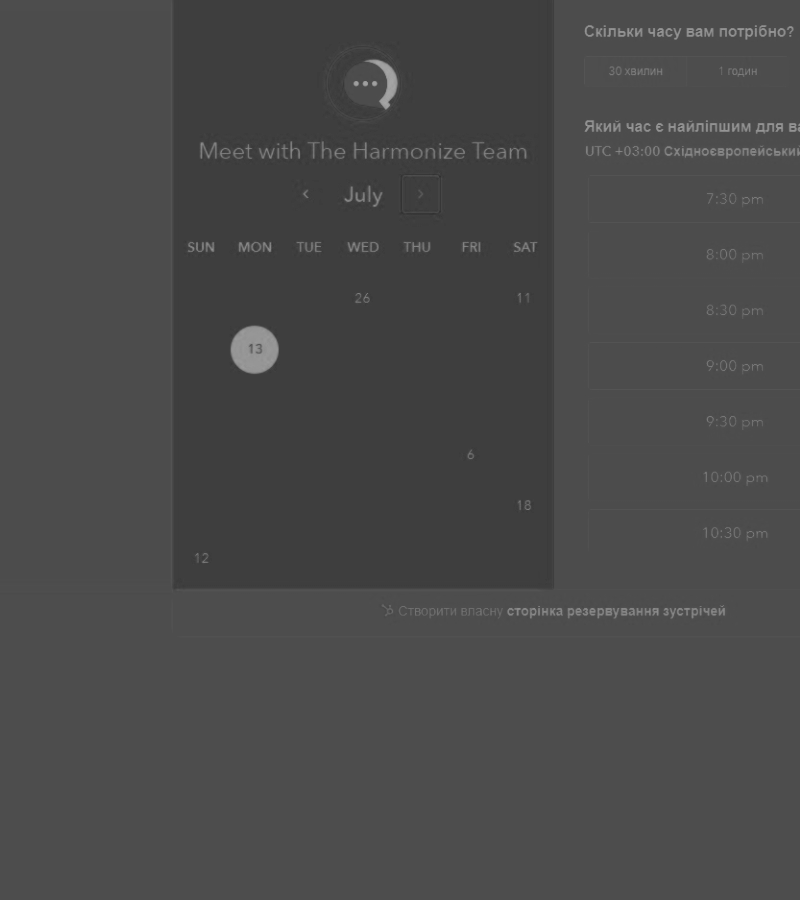 Meet with The Harmonize Team
July
SUN MON TUE WED THU FRI SAT
26 11
13
6
18
12
Скільки часу вам потрібно?
30 хвилин 1 годин
Який час є найліпшим для ва
UTC +03:00 Східноєвропейський
7:30 pm
8:00 pm
8:30 pm
9:00 pm
9:30 pm
10:00 pm
10:30 pm
Створити власну сторінка резервування зустрічей